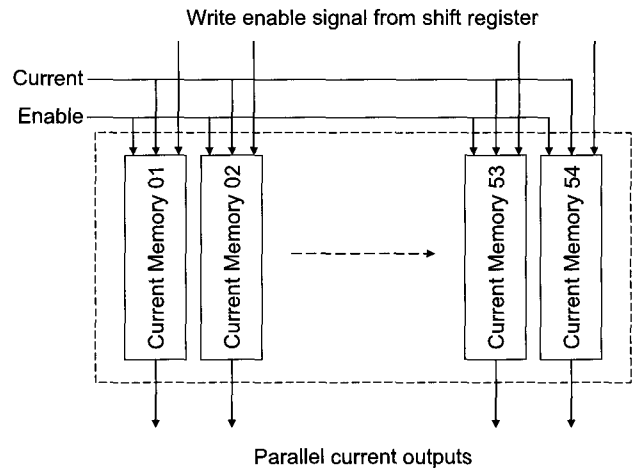 Write enable signal from shift register
Current
Enable
Current Memory 01
Current Memory 02
Current Memory 53
Current Memory 54
Parallel current outputs